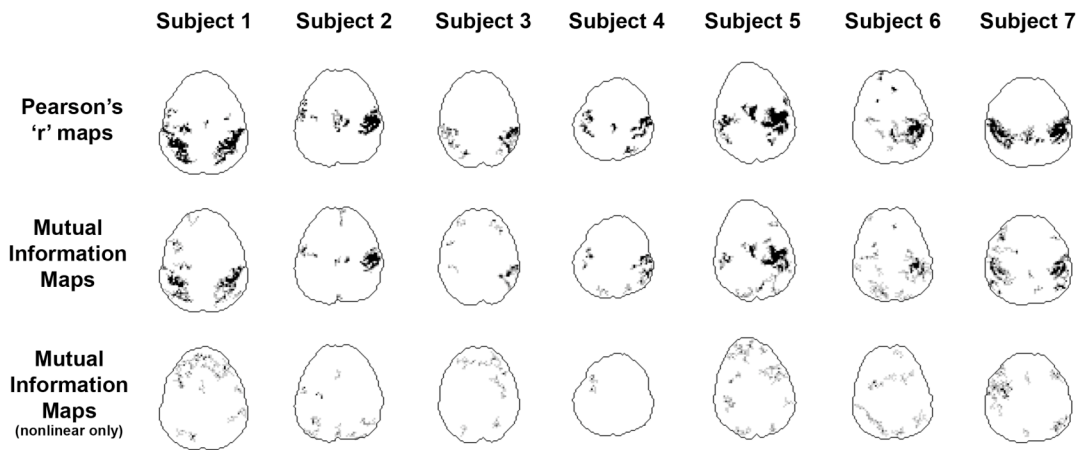 Subject 1 Subject 2 Subject 3 Subject 4 Subject 5 Subject 6 Subject 7
Pearson's
'r' maps
Mutual
Information
Maps
Mutual
Information
Maps
(nonlinear only)